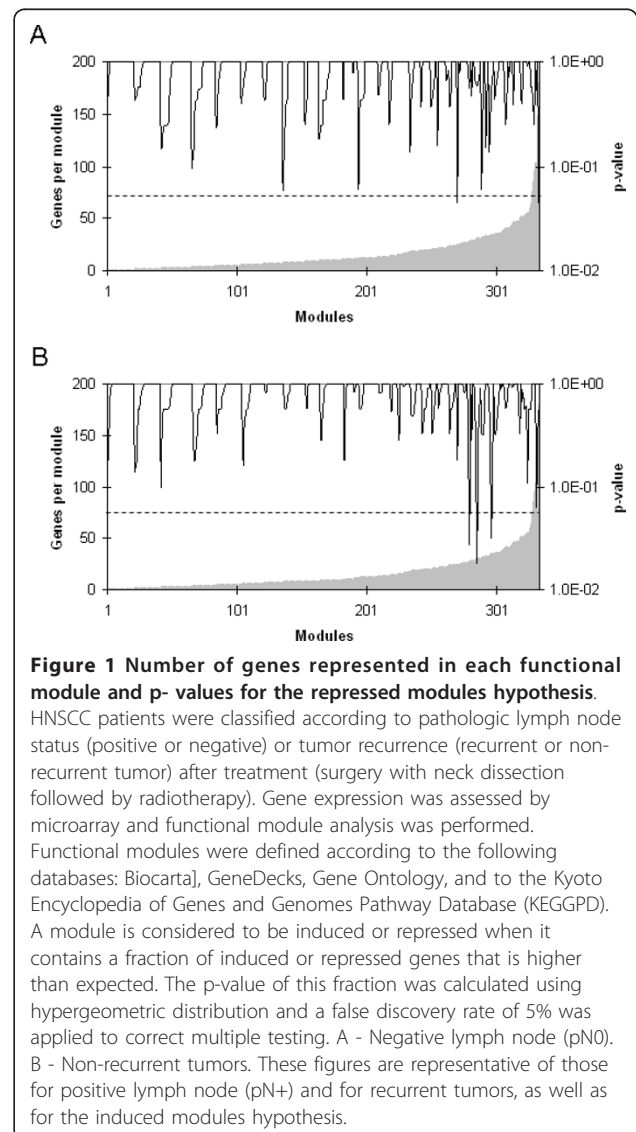 A
200
150
100
50
0
Genes per module
1.0E+00
1.0E-01
1.0E-02
p-value
1
101
201
301
Modules
B
200
150
100
50
0
Genes per module
1.0E+00
1.0E-01
1.0E-02
p-value
1
101
201
301
Modules
Figure 1 Number of genes represented in each functional
module and p- values for the repressed modules hypothesis.
HNSCC patients were classified according to pathologic lymph node
status (positive or negative) or tumor recurrence (recurrent or non-
recurrent tumor) after treatment (surgery with neck dissection
followed by radiotherapy). Gene expression was assessed by
microarray and functional module analysis was performed.
Functional modules were defined according to the following
databases: Biocarta], GeneDecks, Gene Ontology, and to the Kyoto
Encyclopedia of Genes and Genomes Pathway Database (KEGGPD).
A module is considered to be induced or repressed when it
contains a fraction of induced or repressed genes that is higher
than expected. The p-value of this fraction was calculated using
hypergeometric distribution and a false discovery rate of 5% was
applied to correct multiple testing. A - Negative lymph node (pN0).
B - Non-recurrent tumors. These figures are representative of those
for positive lymph node (pN+) and for recurrent tumors, as well as
for the induced modules hypothesis.